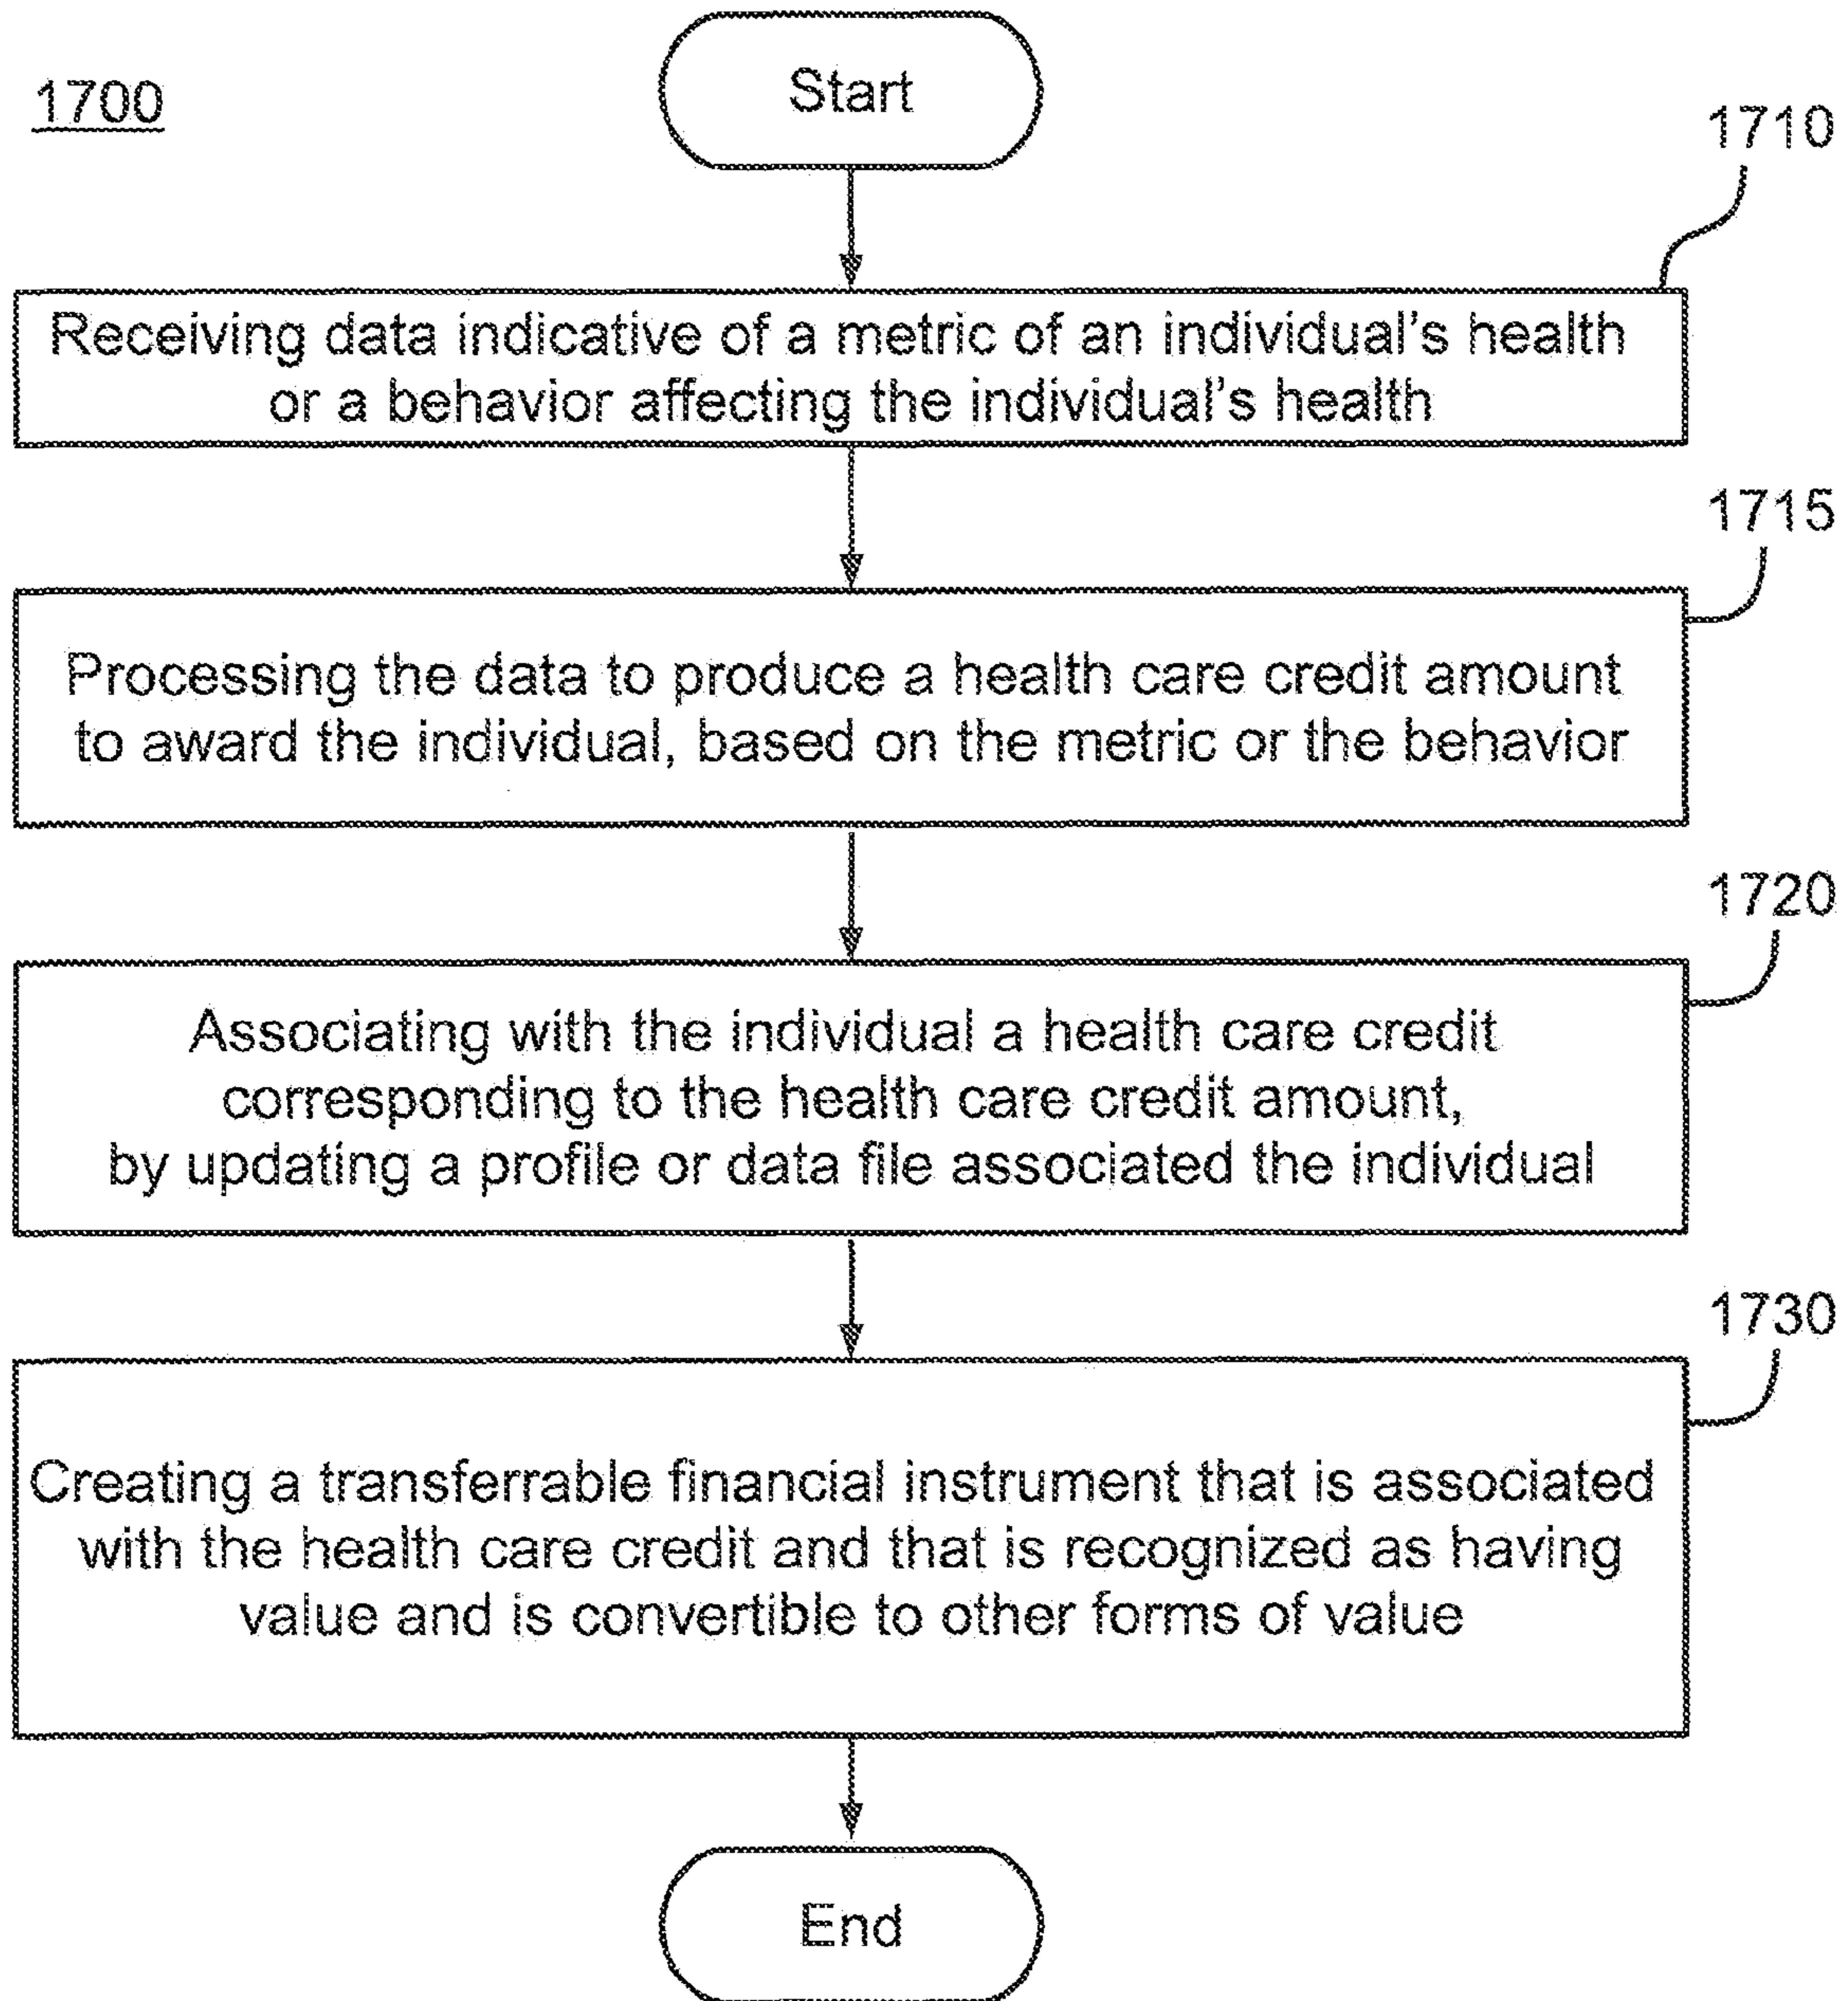 Start
1700
1710
Receiving data indicative of a metric of an individual's health
or a behavior affecting the individual's health
1715
Processing the data to produce a health care credit amount
to award the individual, based on the metric or the behavior
1720
Associating with the individual a health care credit
corresponding to the health care credit amount,
by updating a profile or data file associated the individual
1730
Creating a transferrable financial instrument that is associated
with the health care credit and that is recognized as having
value and is convertible to other forms of value
End